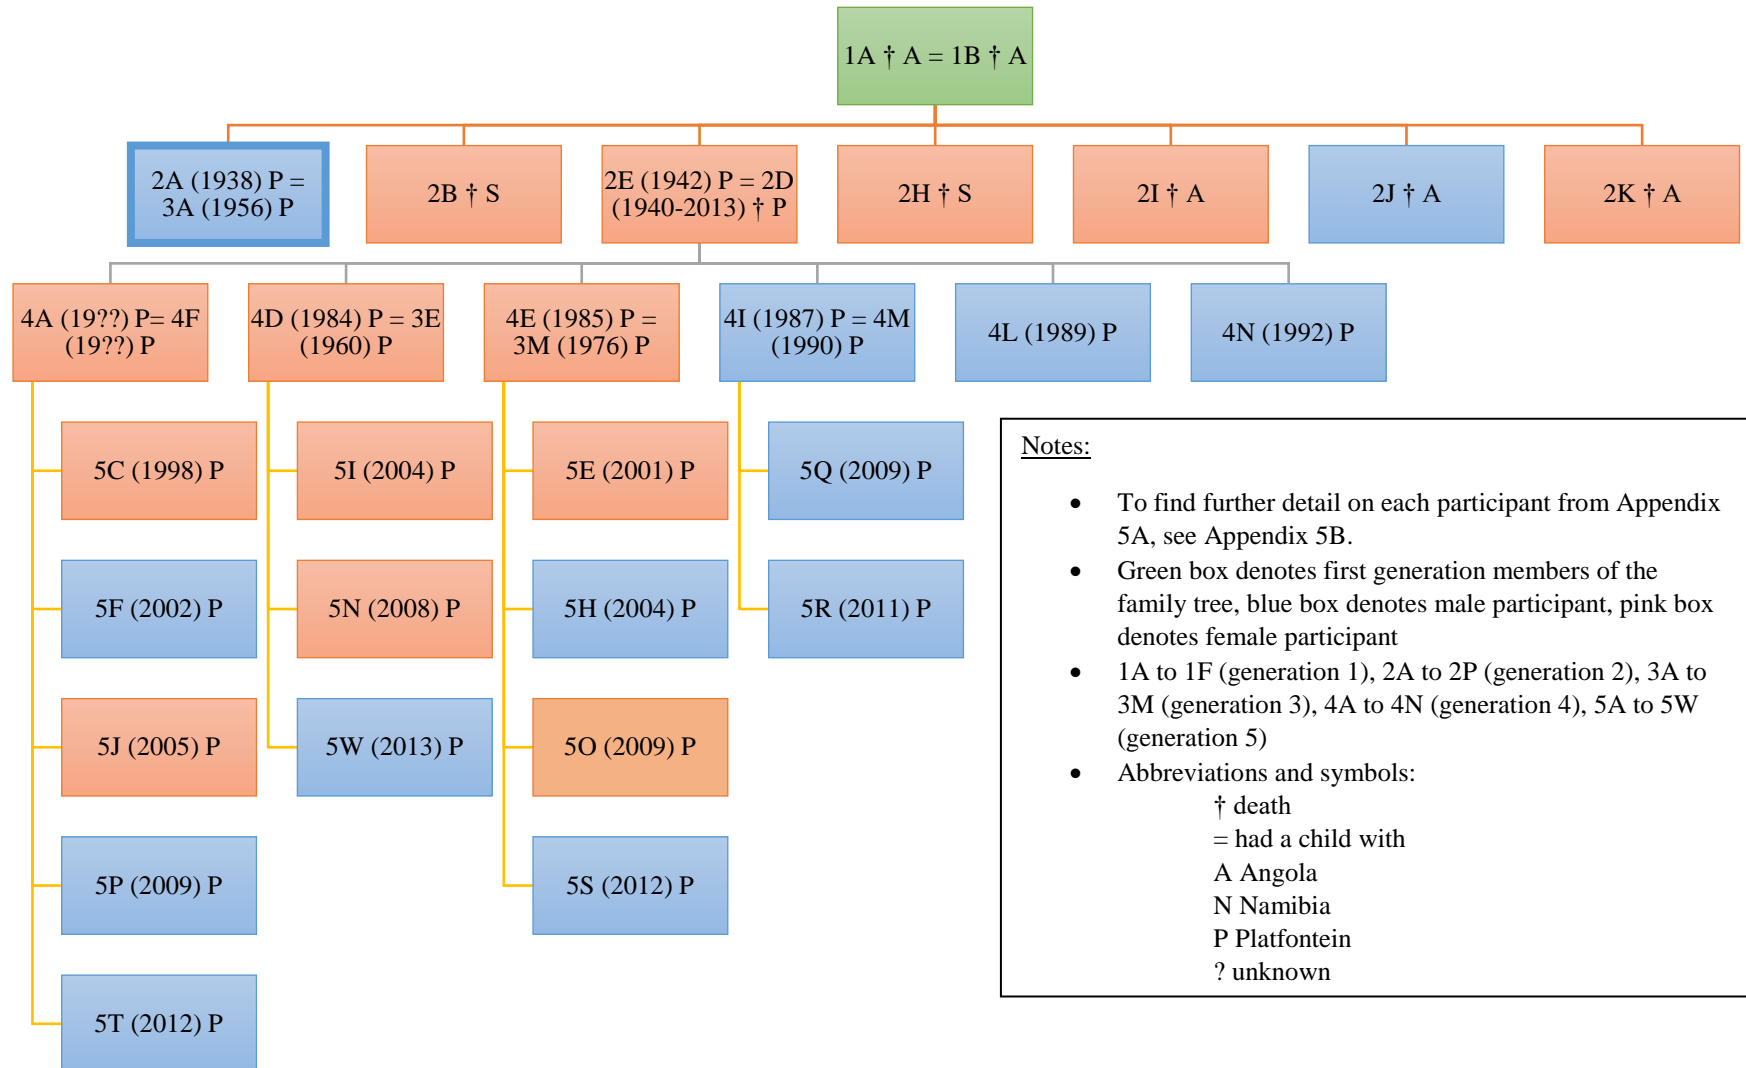 1A † A = 1B † A
2A (1938) P =
3A (1956) P
2B † S
2E (1942) P = 2D
(1940-2013) † P
2H † S
2I † A
2J † A
2K † A
4A (19??) P= 4F
(19??) P
4D (1984) P = 3E
(1960) P
4E (1985) P =
3M (1976) P
4I (1987) P = 4M
(1990) P
4L (1989) P
4N (1992) P
5C (1998) P
5I (2004) P
5E (2001) P
5Q (2009) P
5F (2002) P
5N (2008) P
5H (2004) P
5R (2011) P
5J (2005) P
5W (2013) P
5O (2009) P
5P (2009) P
5S (2012) P
5T (2012) P
Notes:
• To find further detail on each participant from Appendix
5A, see Appendix 5B.
• Green box denotes first generation members of the
family tree, blue box denotes male participant, pink box
denotes female participant
• 1A to 1F (generation 1), 2A to 2P (generation 2), 3A to
3M (generation 3), 4A to 4N (generation 4), 5A to 5W
(generation 5)
• Abbreviations and symbols:
† death
= had a child with
A Angola
N Namibia
P Platfontein
? unknown